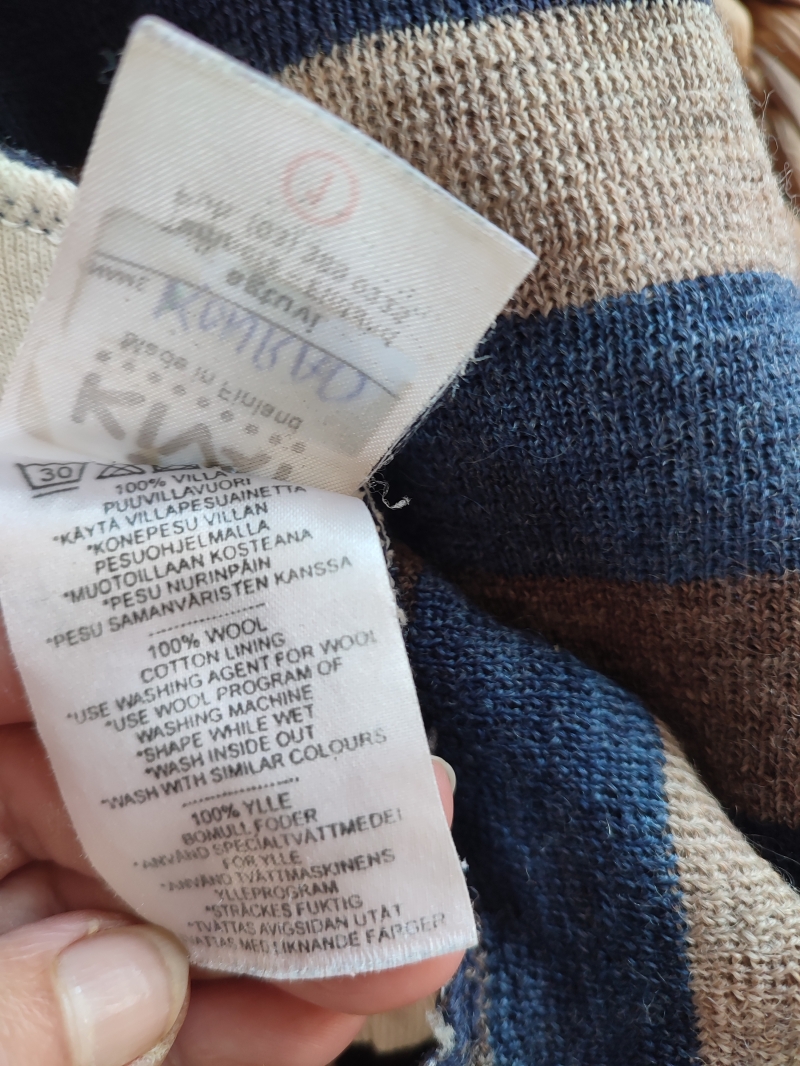 Made in Finland
30
100% VILLA
PUUVILLAVUORI
*KÄYTÄ VILLAPESUAINETTA
*KONEPESU VILLAN
PESUOHJELMALLA
*MUOTOILLAAN KOSTEANA
*PESU NURINPÄIN
*PESU SAMANVÄRISTEN KANSSA
100% WOOL
COTTON LINING
*USE WASHING AGENT FOR WOOL
*USE WOOL PROGRAM OF
WASHING MACHINE
*SHAPE WHILE WET
*WASH INSIDE OUT
*WASH WITH SIMILAR COLOURS
100% YLLE
BOMULL FODER
*ANVÄND SPECIALTVÄTTMEDEL
FÖR YLLE
*ANVÄND TVÄTTMASKINENS
YLLEPROGRAM
*STRÄCKES FUKTIG
*TVÄTTAS AVIGSIDAN UTÅT
MED LIKNANDE FÄRGER